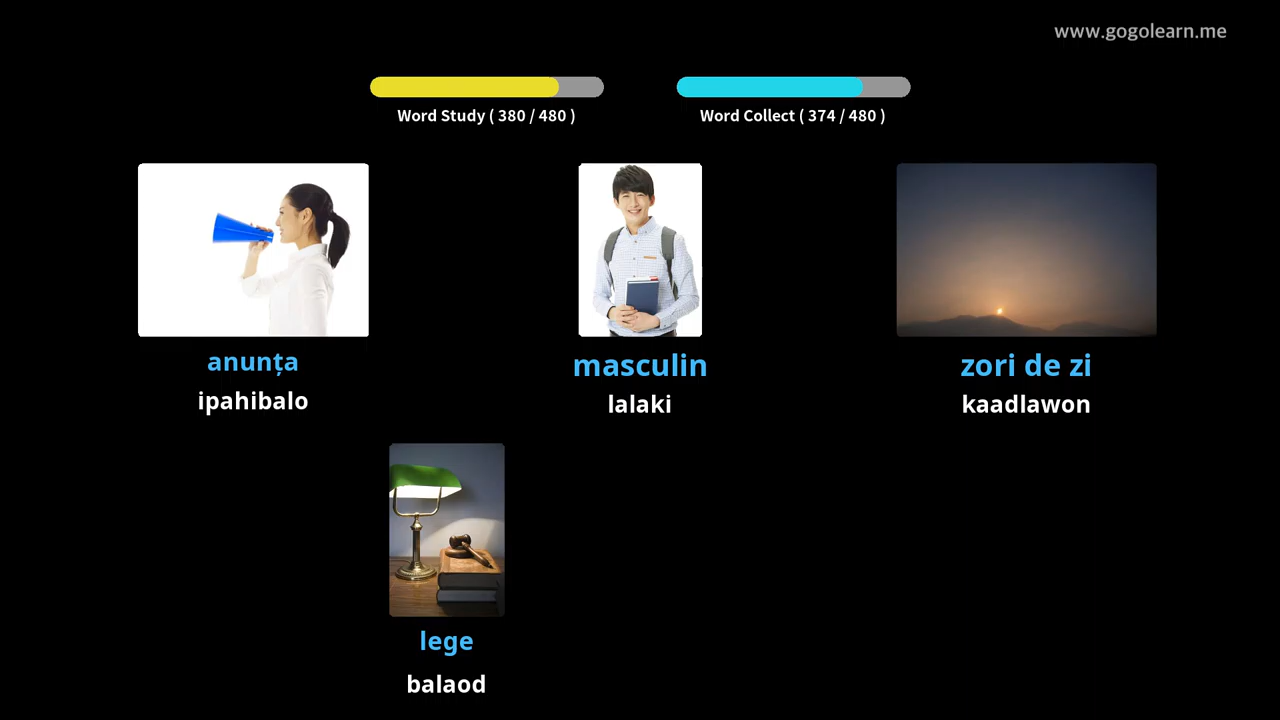 www.gogolearn.me
Word Study ( 380 / 480 )
Word Collect ( 374 / 480 )
anunța
ipahibalo
masculin
lalaki
zori de zi
kaadlawon
lege
balaod